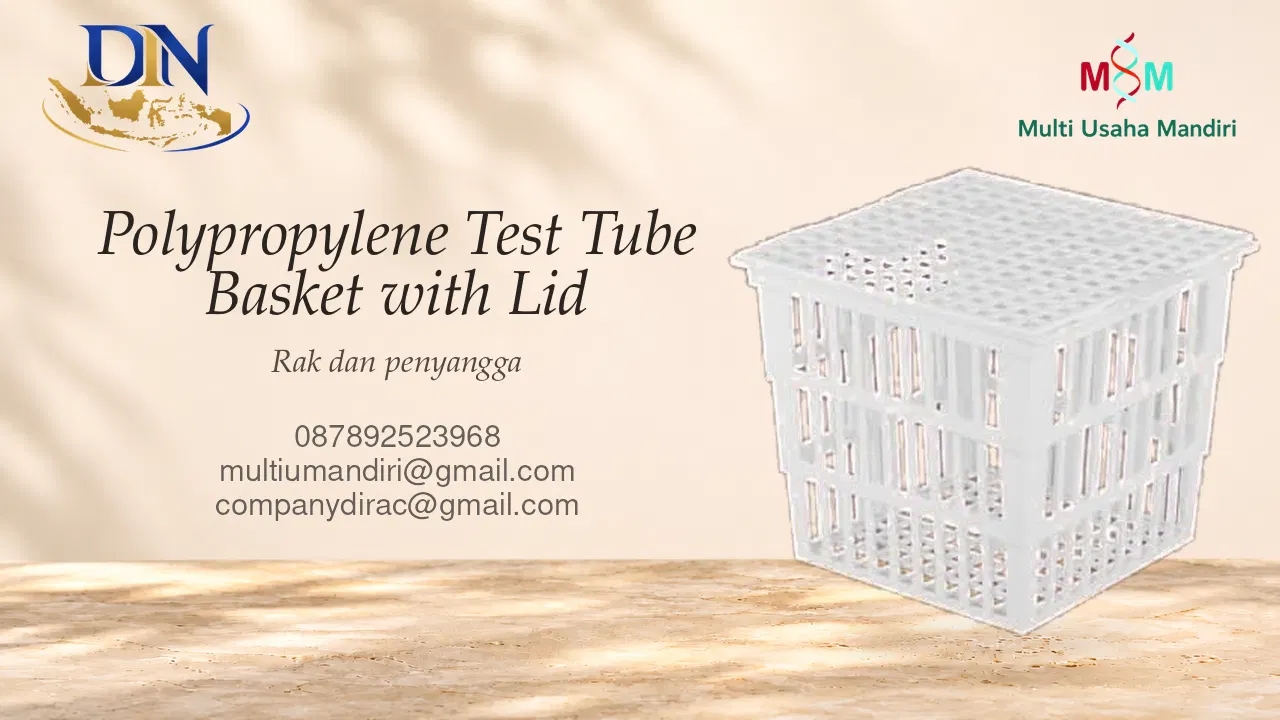 DIN
M M
Multi Usaha Mandiri
Polypropylene Test Tube
Basket with Lid
Rak dan penyangga
087892523968
multiumandiri@gmail.com
companydirac@gmail.com